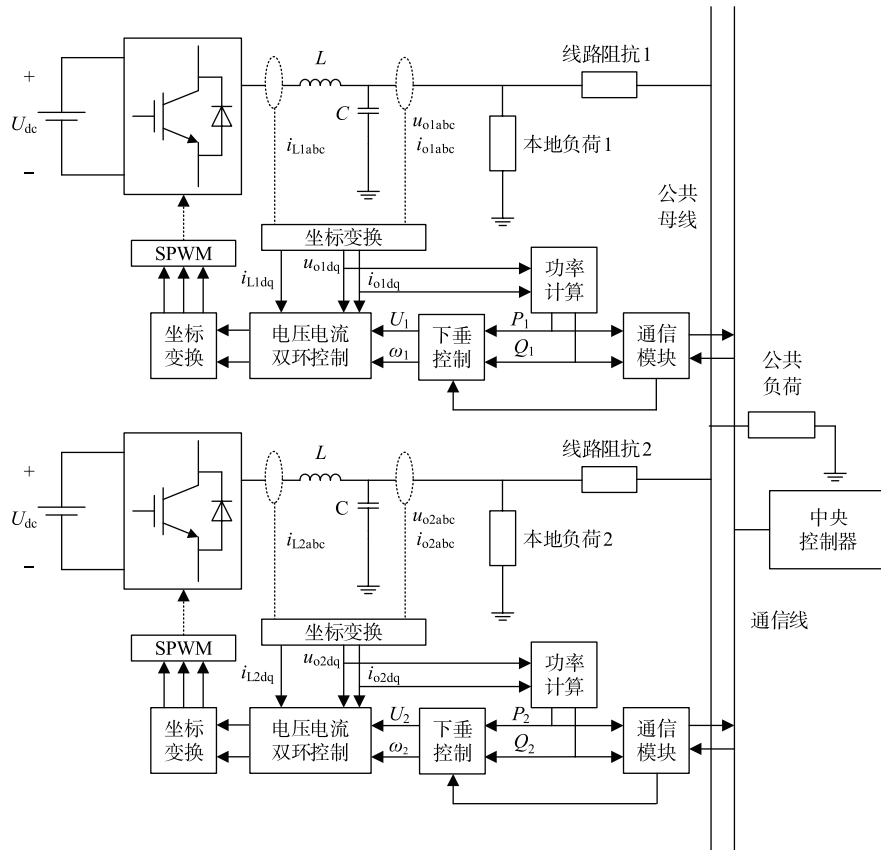 L
线路阻抗1
+
U_dc
−
C
u_o1abc
i_o1abc
i_L1abc
本地负荷1
公共
母线
坐标变换
SPWM
i_L1dq
u_o1dq
i_o1dq
功率
计算
坐标
变换
电压电流
双环控制
U_1
ω_1
下垂
控制
P_1
Q_1
通信
模块
公共
负荷
L
线路阻抗2
+
U_dc
−
C
u_o2abc
i_o2abc
i_L2abc
本地负荷2
中央
控制器
通信线
坐标变换
SPWM
i_L2dq
u_o2dq
i_o2dq
功率
计算
坐标
变换
电压电流
双环控制
U_2
ω_2
下垂
控制
P_2
Q_2
通信
模块